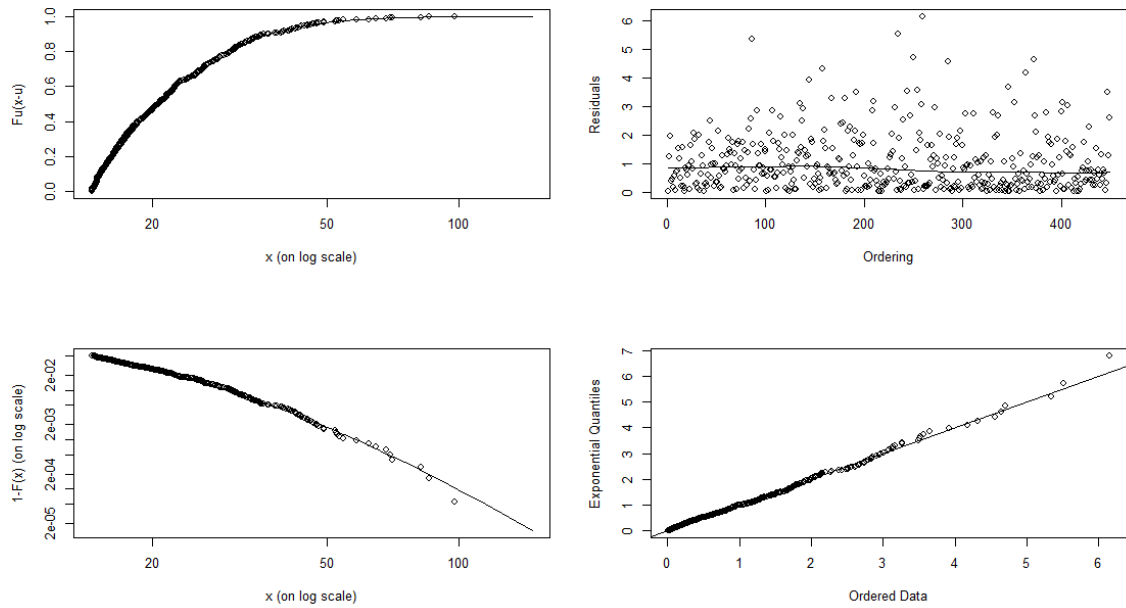 Fu(x-u)
0.0 0.2 0.4 0.6 0.8 1.0
20 50 100
x (on log scale)
Residuals
0 1 2 3 4 5 6
0 100 200 300 400
Ordering
1-F(x) (on log scale)
2e-05 2e-04 2e-03 2e-02
20 50 100
x (on log scale)
Exponential Quantiles
0 1 2 3 4 5 6 7
0 1 2 3 4 5 6
Ordered Data